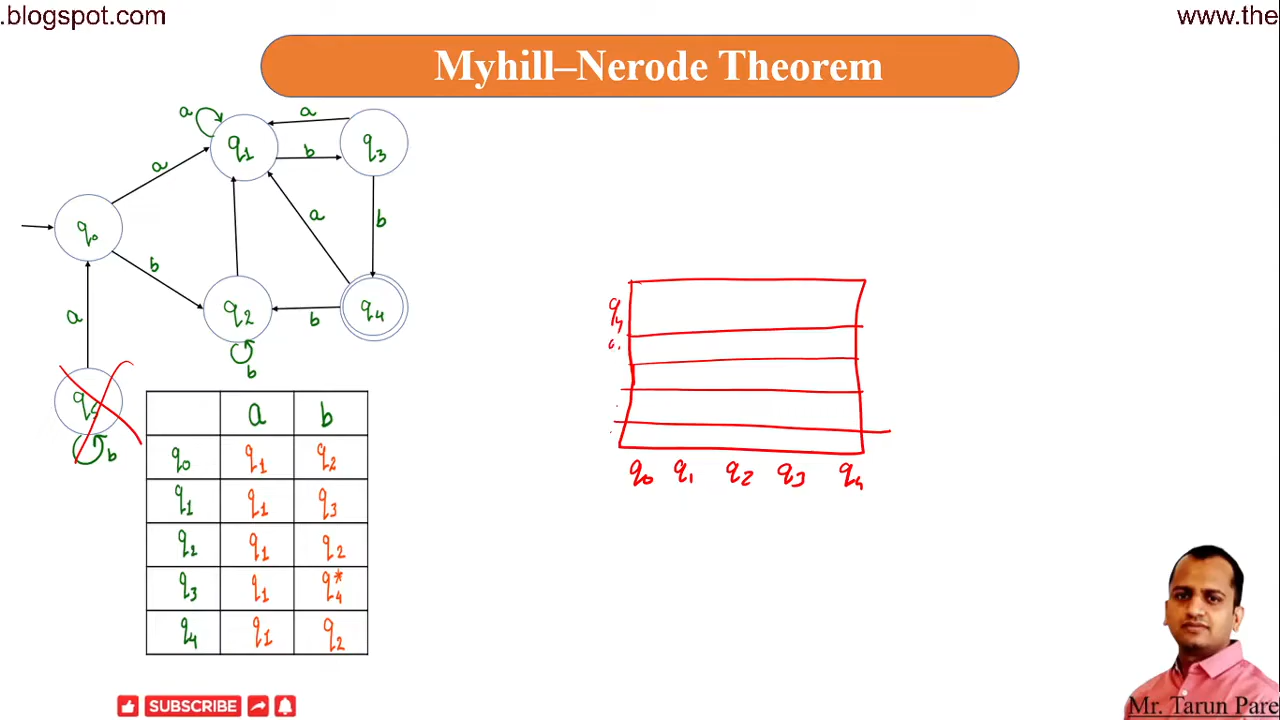 .blogspot.com
www.the
Myhill–Nerode Theorem
a
a
q1
b
q3
a
q0
b
a
b
a
q2
b
b
q4
a b
q0 q1 q2
q1 q1 q3
q2 q1 q2
q3 q1 q4*
q4 q1 q2
b
q4
q0 q1 q2 q3 q4
SUBSCRIBE
Mr. Tarun Pare